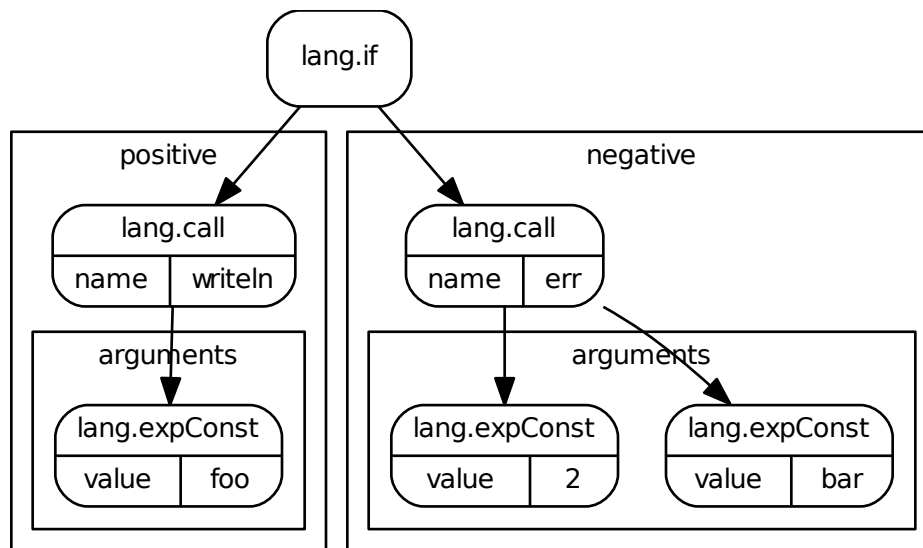 lang.if
positive
negative
lang.call
name writeln
lang.call
name err
arguments
arguments
lang.expConst
value foo
lang.expConst
value 2
lang.expConst
value bar